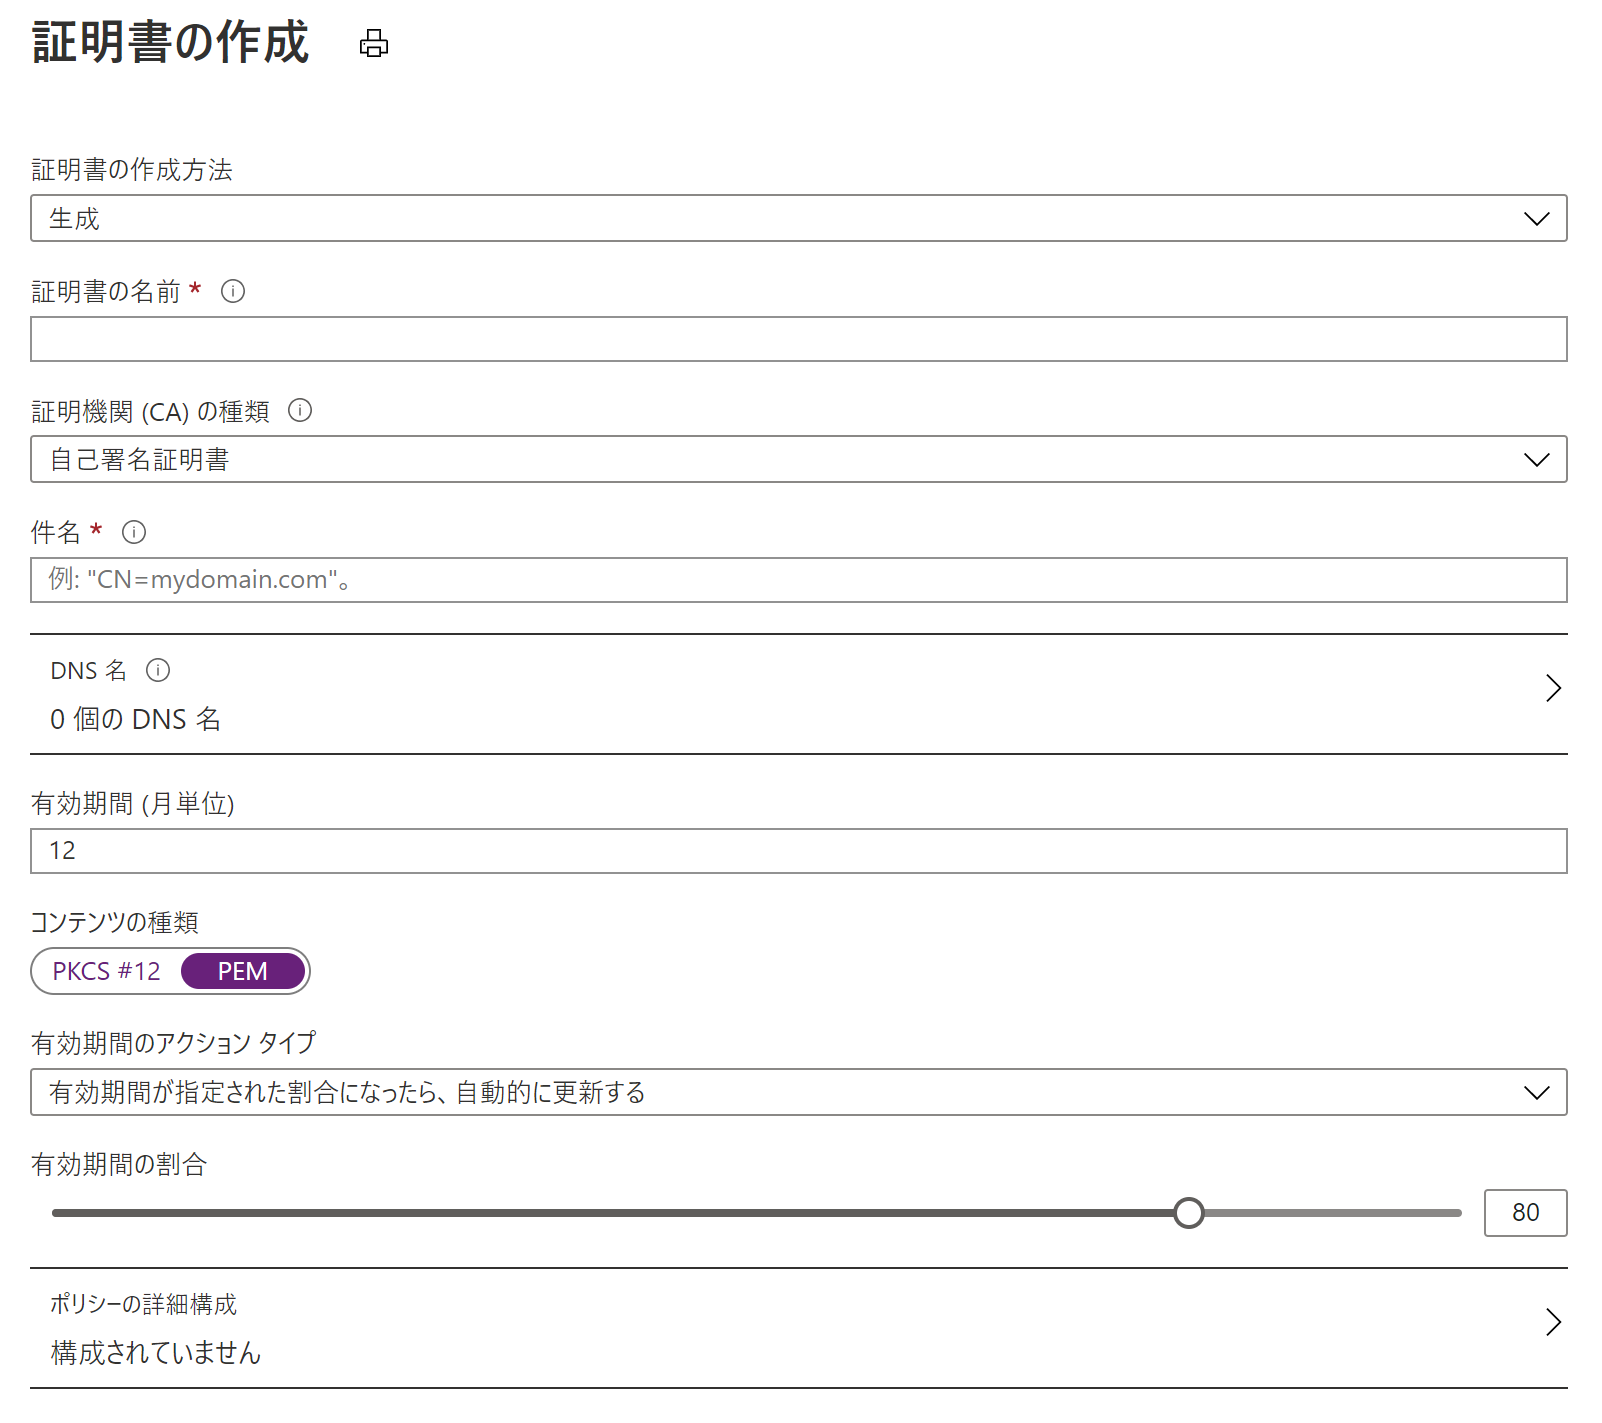 証明書の作成
証明書の作成方法
生成
証明書の名前 *
証明機関 (CA) の種類
自己署名証明書
件名 *
例: "CN=mydomain.com"。
DNS 名
0 個の DNS 名
有効期間 (月単位)
12
コンテンツの種類
PKCS #12 PEM
有効期間のアクション タイプ
有効期間が指定された割合になったら、自動的に更新する
有効期間の割合
80
ポリシーの詳細構成
構成されていません